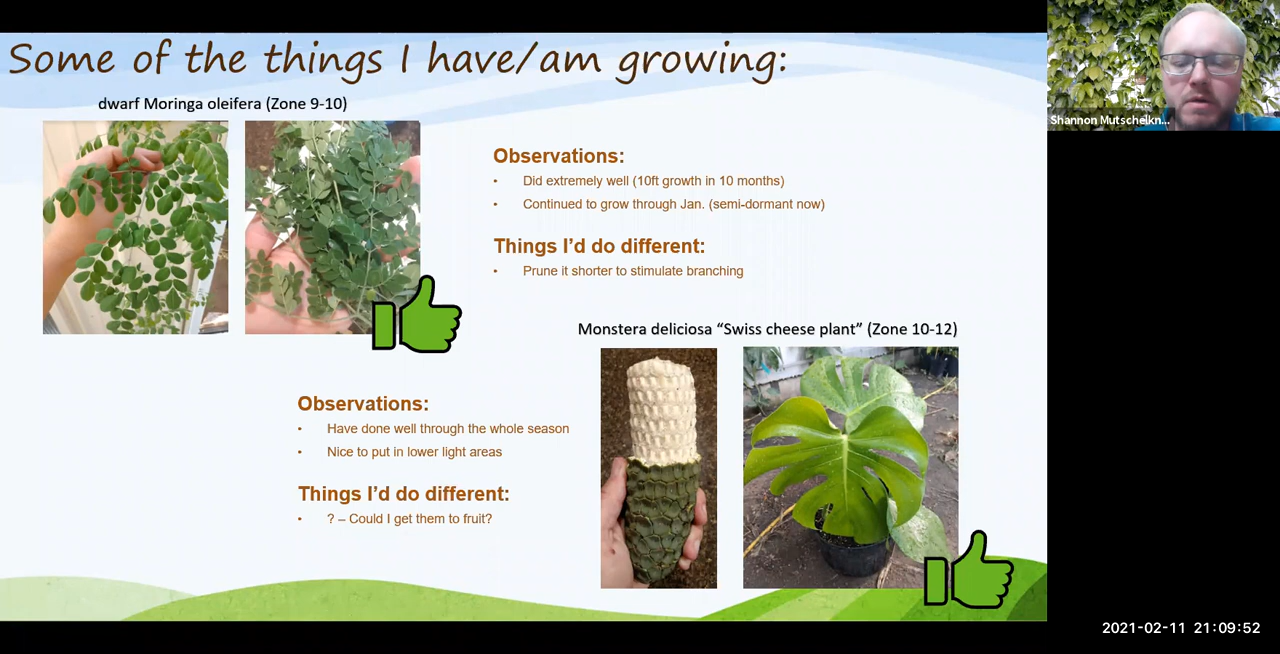 Some of the things I have/am growing:
dwarf Moringa oleifera (Zone 9-10)
Observations:
• Did extremely well (10ft growth in 10 months)
• Continued to grow through Jan. (semi-dormant now)
Things I’d do different:
• Prune it shorter to stimulate branching
Monstera deliciosa “Swiss cheese plant” (Zone 10-12)
Observations:
• Have done well through the whole season
• Nice to put in lower light areas
Things I’d do different:
• ? – Could I get them to fruit?
Shannon Mutschelkn...
2021-02-11 21:09:52